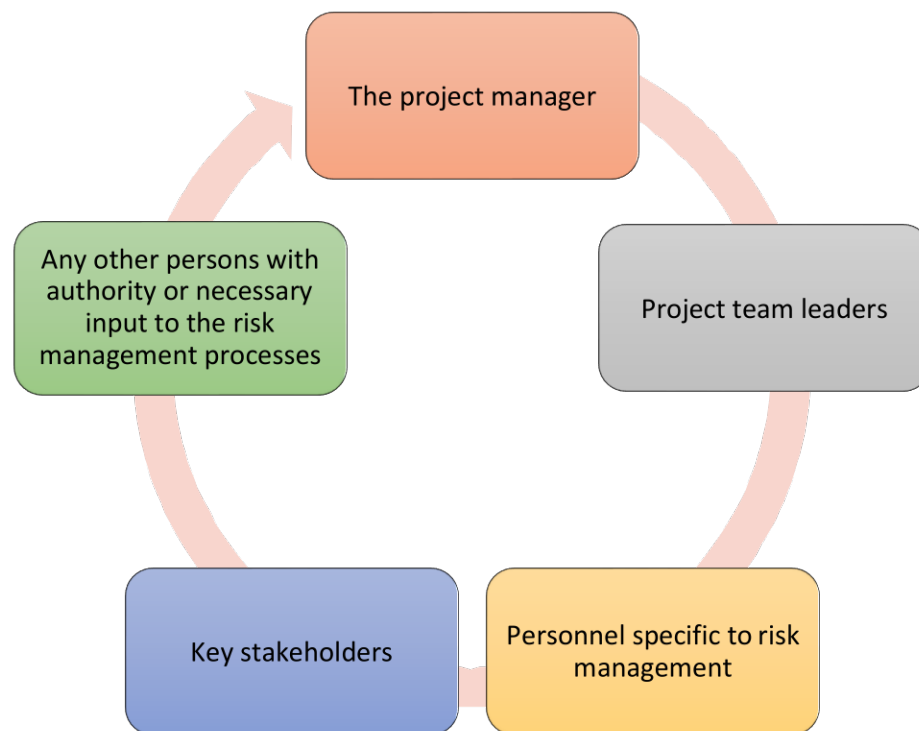 The project manager
Project team leaders
Personnel specific to risk
management
Key stakeholders
Any other persons with
authority or necessary
input to the risk
management processes